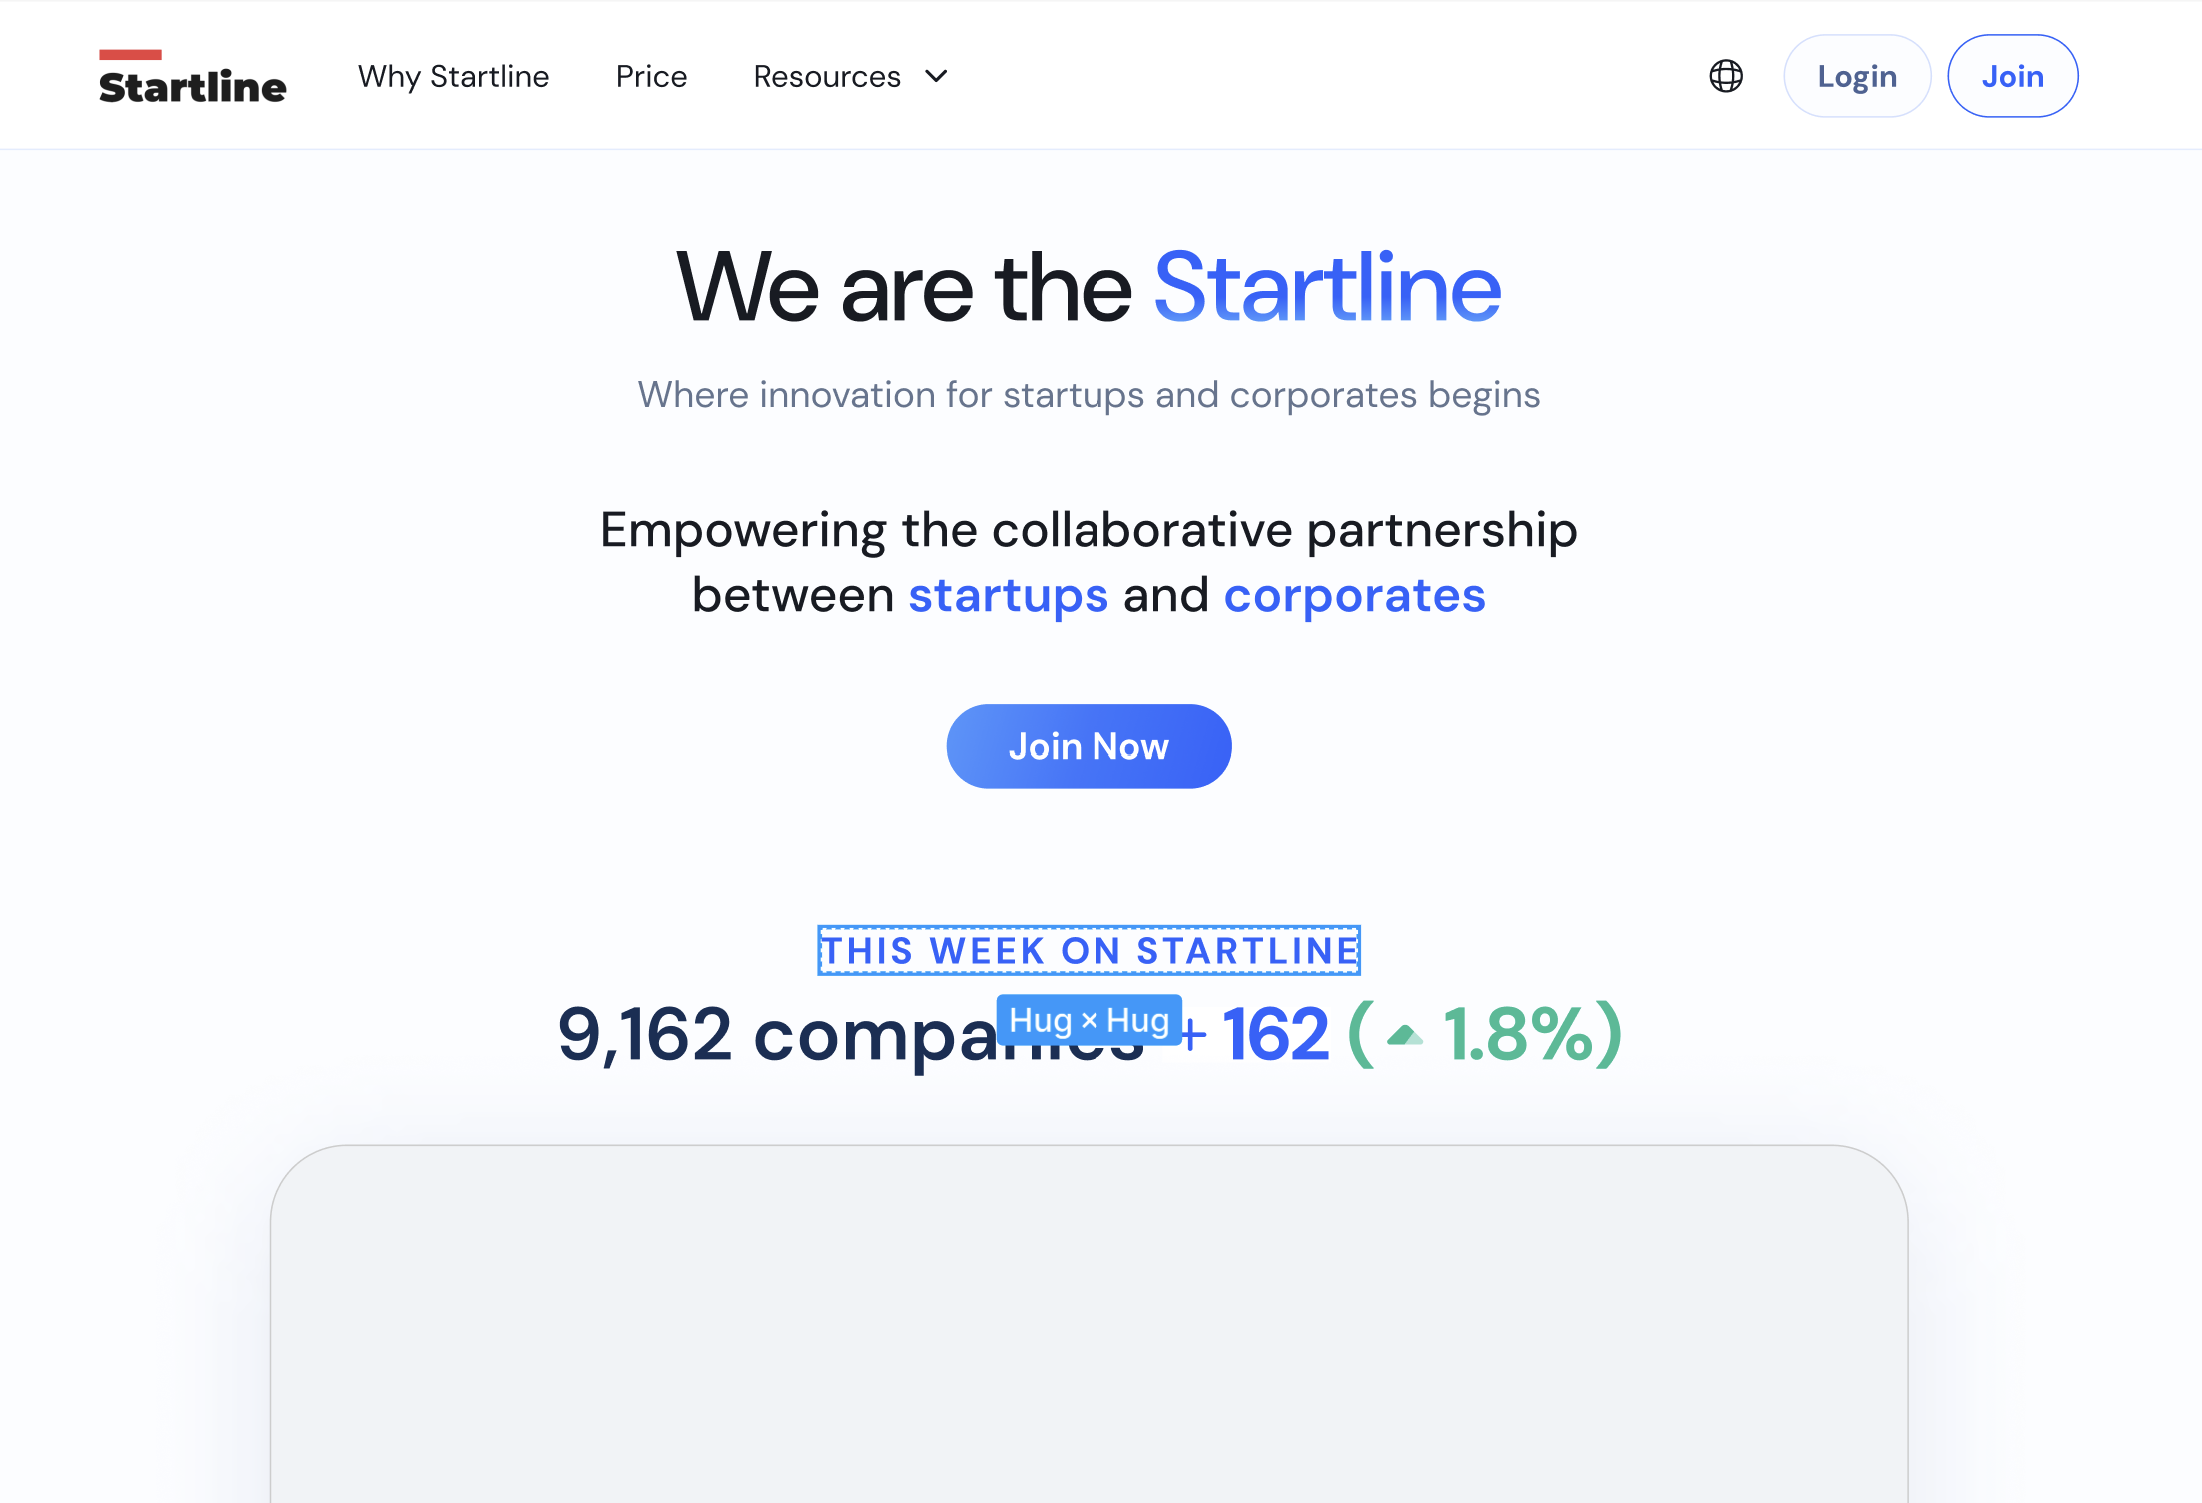 Startline
Why Startline
Price
Resources
Login
Join
We are the Startline
Where innovation for startups and corporates begins
Empowering the collaborative partnership
between startups and corporates
Join Now
THIS WEEK ON STARTLINE
9,162 companies + 162 ( 1.8%)
Hug × Hug